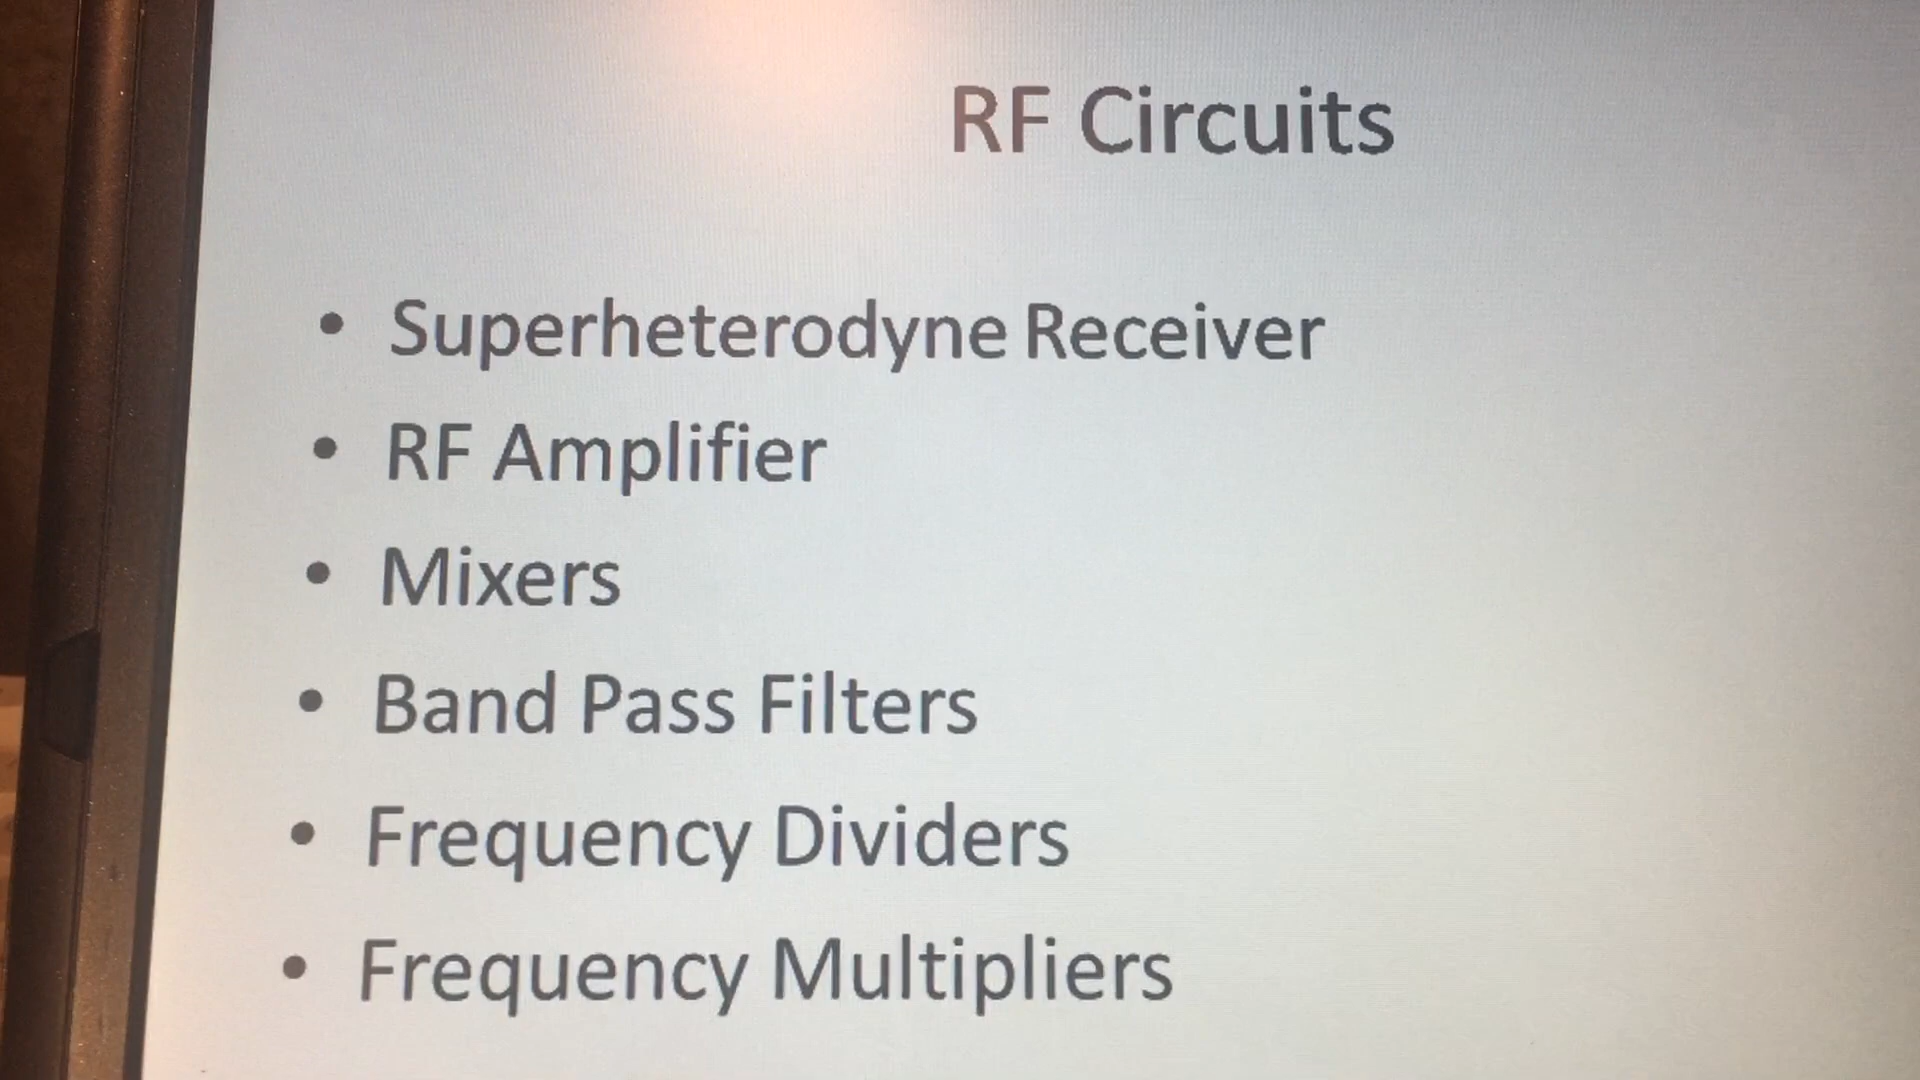 RF Circuits
• Superheterodyne Receiver
• RF Amplifier
• Mixers
• Band Pass Filters
• Frequency Dividers
• Frequency Multipliers